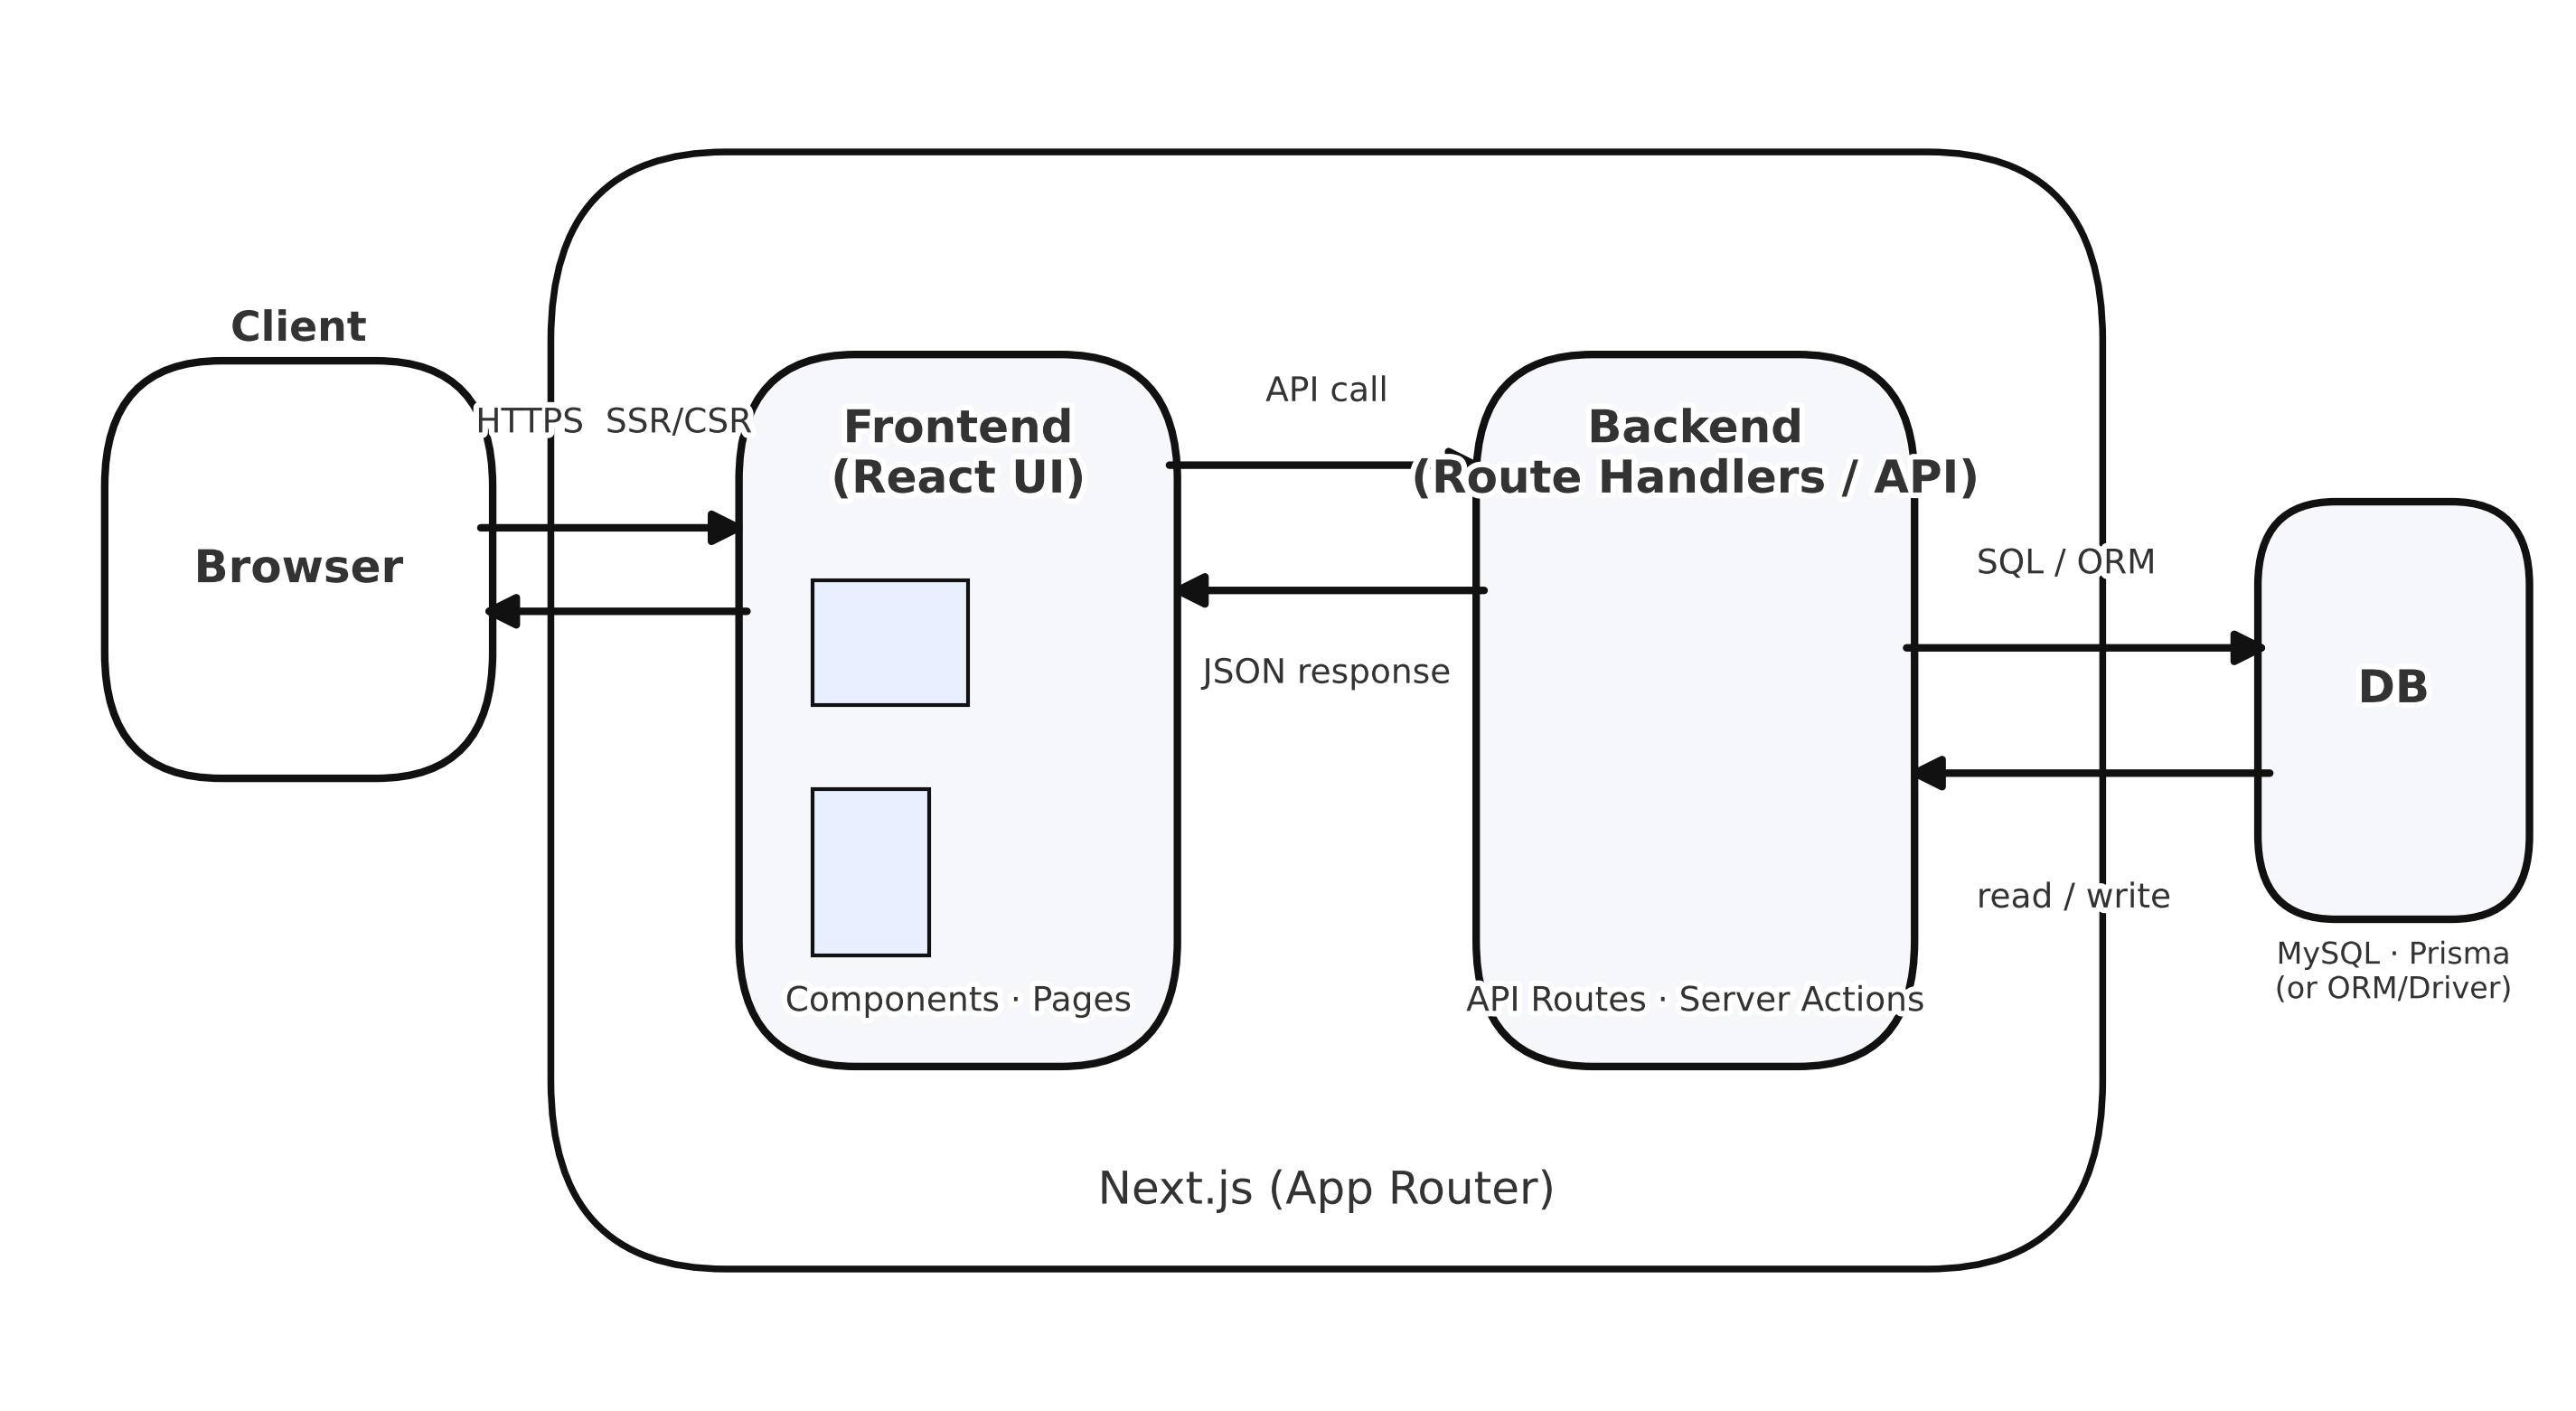 Client
Browser
HTTPS  SSR/CSR
Frontend
(React UI)
Components · Pages
API call
JSON response
Backend
(Route Handlers / API)
API Routes · Server Actions
SQL / ORM
read / write
DB
MySQL · Prisma
(or ORM/Driver)
Next.js (App Router)